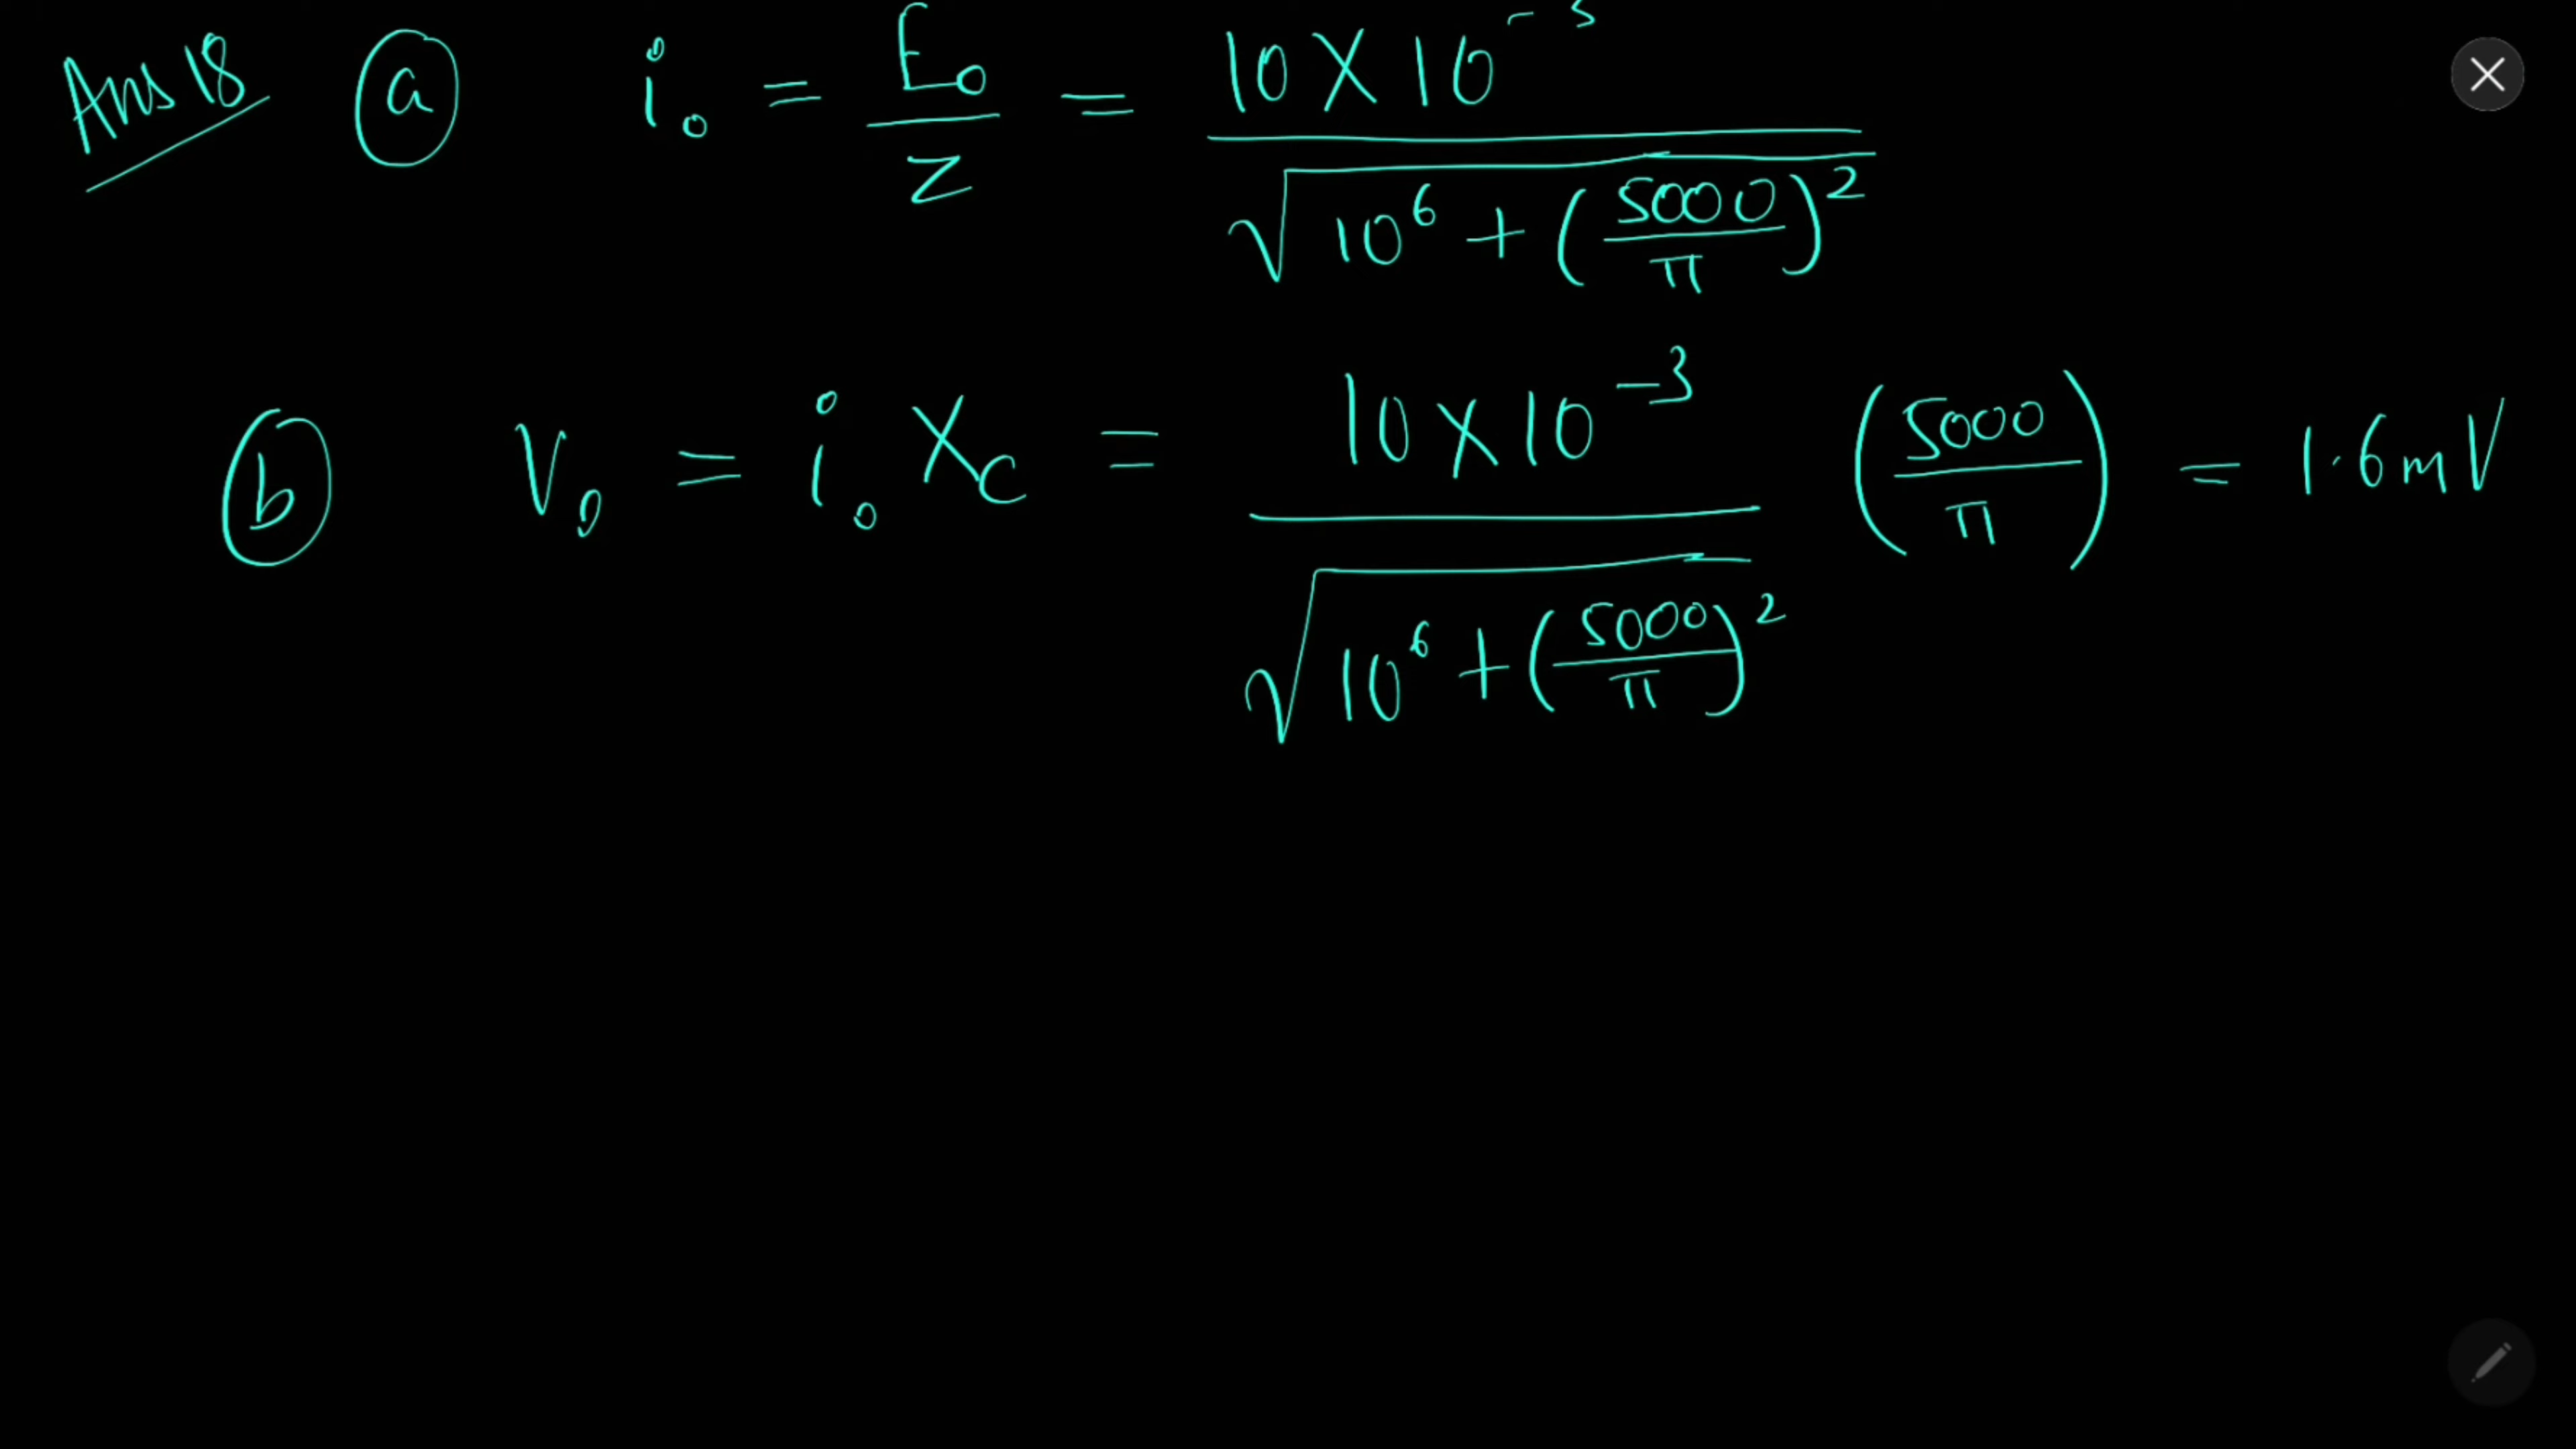 Ans 18 (a) i₀ = E₀/Z = 10 × 10⁻³ / √(10⁶ + (5000/π)²)
(b) V₀ = i₀ X_C = 10 × 10⁻³ / √(10⁶ + (5000/π)²) (5000/π) = 1.6 mV